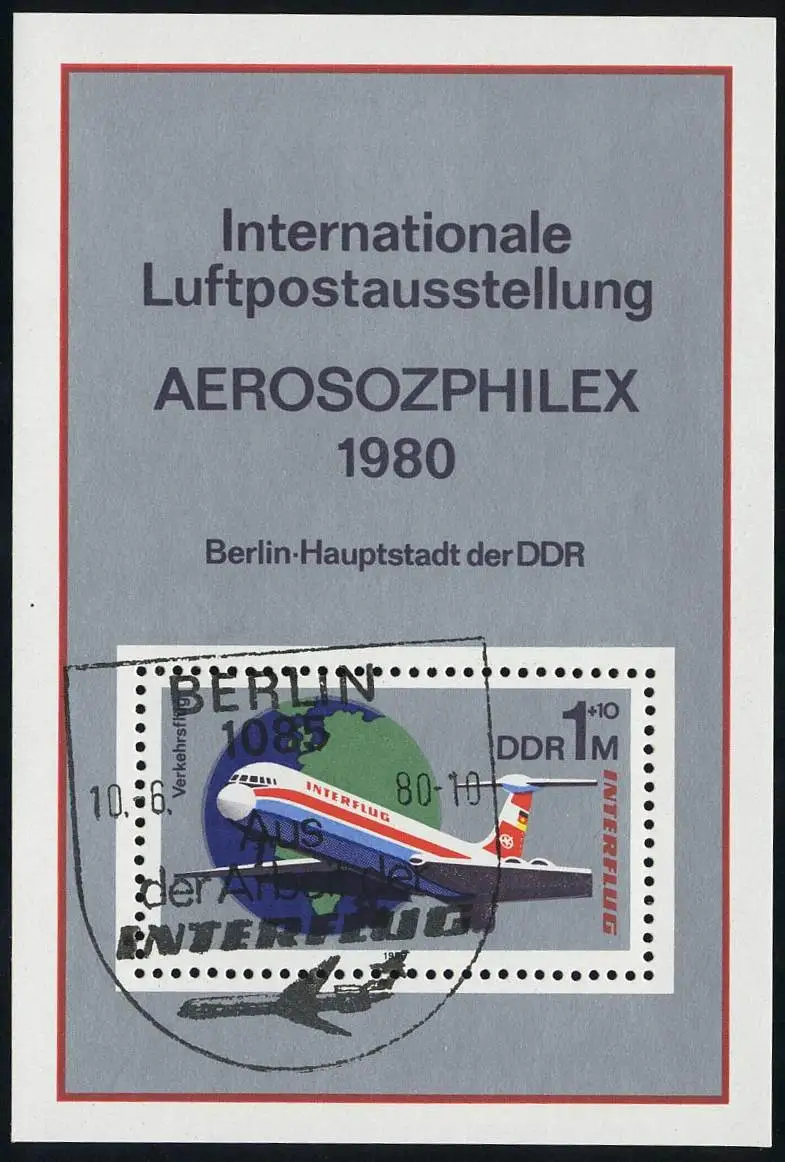 Internationale
Luftpostausstellung
AEROSOZPHILEX
1980
Berlin·Hauptstadt der DDR
BERLIN
1085
10.-6. 80-10
Aus
der Arbeit der
INTERFLUG
Verkehrsflug
DDR 1+10 M
INTERFLUG
INTERFLUG